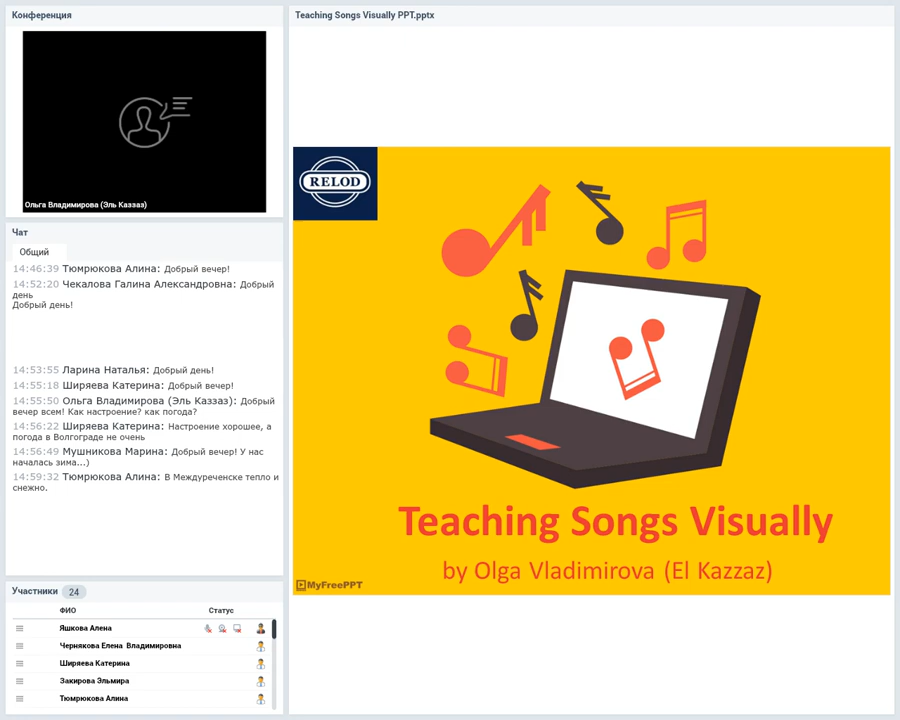 Конференция
Ольга Владимирова (Эль Каззаз)
Чат
Общий
14:46:39 Тюмрюкова Алина: Добрый вечер!
14:52:20 Чекалова Галина Александровна: Добрый
день
Добрый день!
14:53:55 Ларина Наталья: Добрый день!
14:55:18 Ширяева Катерина: Добрый вечер!
14:55:50 Ольга Владимирова (Эль Каззаз): Добрый
вечер всем! Как настроение? как погода?
14:56:22 Ширяева Катерина: Настроение хорошее, а
погода в Волгограде не очень
14:56:49 Мушникова Марина: Добрый вечер! У нас
началась зима...)
14:59:32 Тюмрюкова Алина: В Междуреченске тепло и
снежно.
Участники 24
ФИО Статус
Яшкова Алена
Чернякова Елена Владимировна
Ширяева Катерина
Закирова Эльмира
Тюмрюкова Алина
Teaching Songs Visually PPT.pptx
RELOD
Teaching Songs Visually
by Olga Vladimirova (El Kazzaz)
MyFreePPT